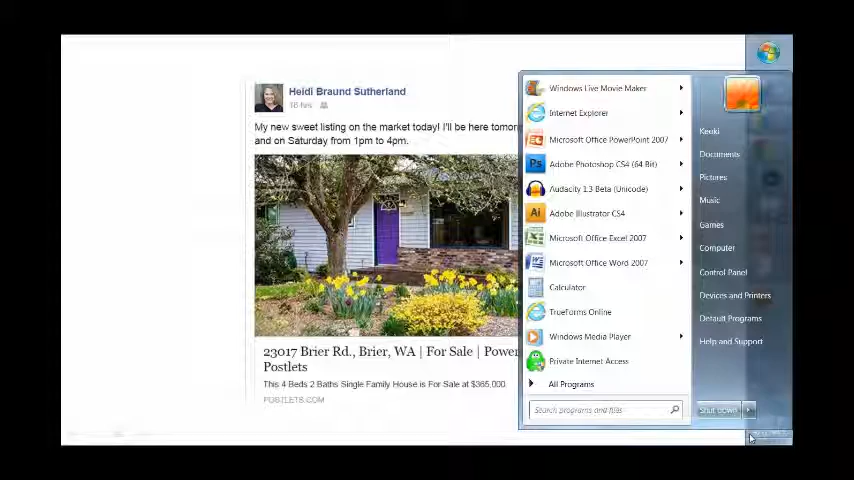 Heidi Braund Sutherland
16 hrs
My new sweet listing on the market today! I'll be here
and on Saturday from 1pm to 4pm.
23017 Brier Rd., Brier, WA | For Sale |
Postlets
This 4 Beds 2 Baths Single Family House is For Sale at $365,000.
POSTLETS.COM
Windows Live Movie Maker
Internet Explorer
Microsoft Office PowerPoint 2007
Ps Adobe Photoshop CS4 (64 Bit)
Audacity 1.3 Beta (Unicode)
Ai Adobe Illustrator CS4
Microsoft Office Excel 2007
Microsoft Office Word 2007
Calculator
TrueForms Online
Windows Media Player
Private Internet Access
All Programs
Search programs and files
Keoki
Documents
Pictures
Music
Games
Computer
Control Panel
Devices and Printers
Default Programs
Help and Support
Shut down